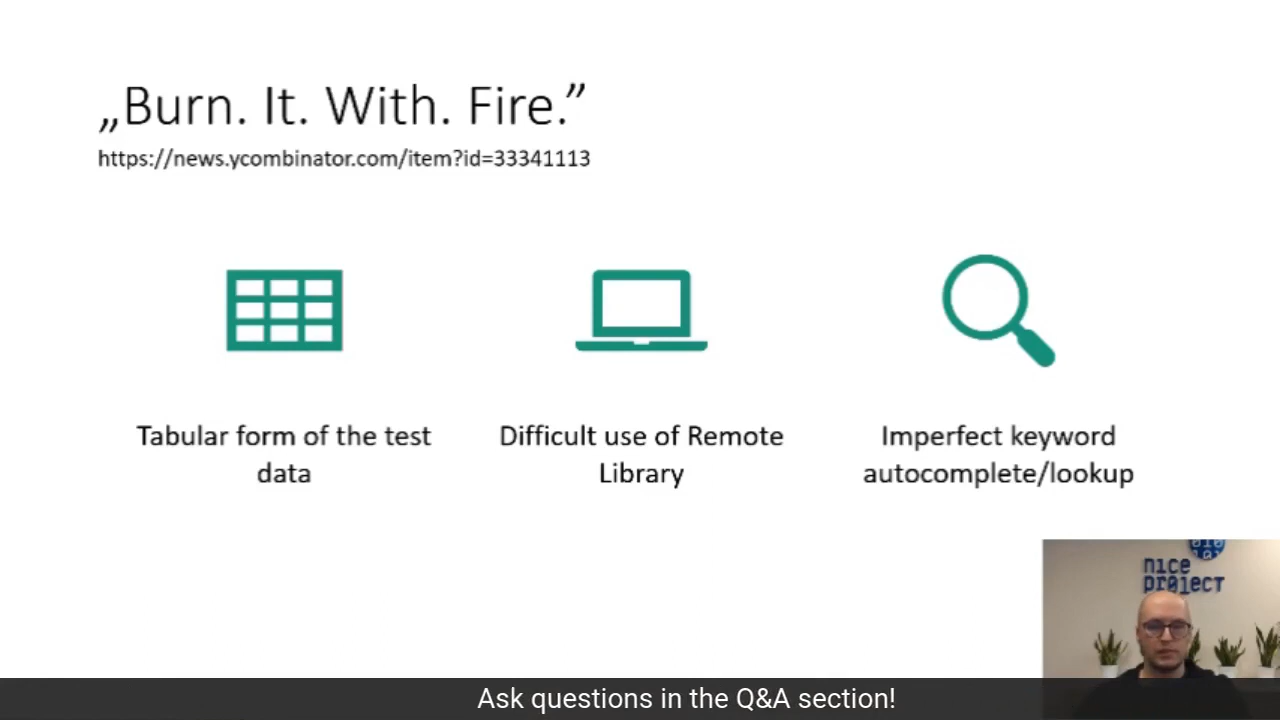 „Burn. It. With. Fire.”
https://news.ycombinator.com/item?id=33341113
Tabular form of the test
data
Difficult use of Remote
Library
Imperfect keyword
autocomplete/lookup
nice
project
Ask questions in the Q&A section!